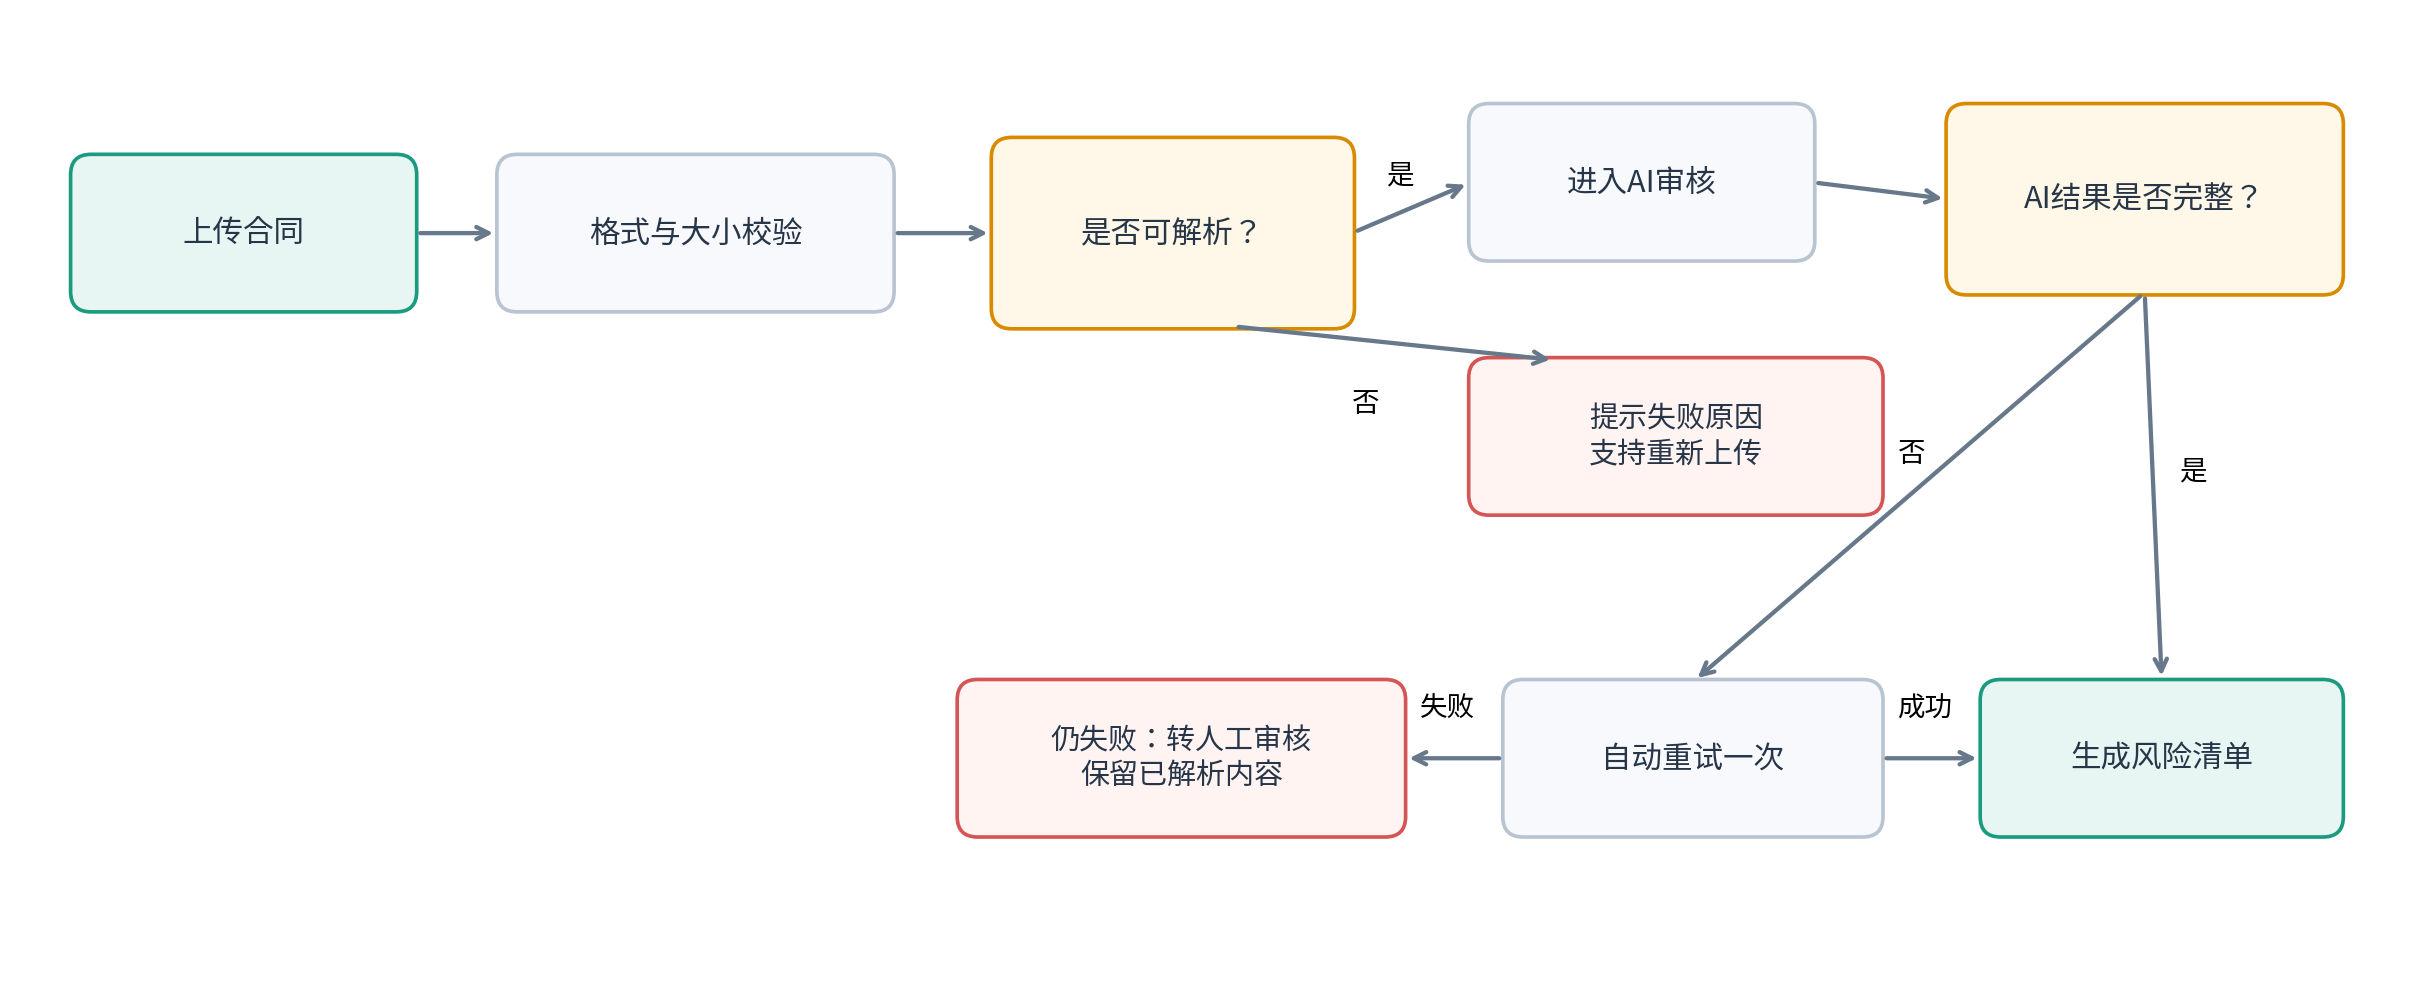 上传合同
格式与大小校验
是否可解析？
是
进入AI审核
AI结果是否完整？
否
提示失败原因
支持重新上传
否
是
仍失败：转人工审核
保留已解析内容
失败
自动重试一次
成功
生成风险清单